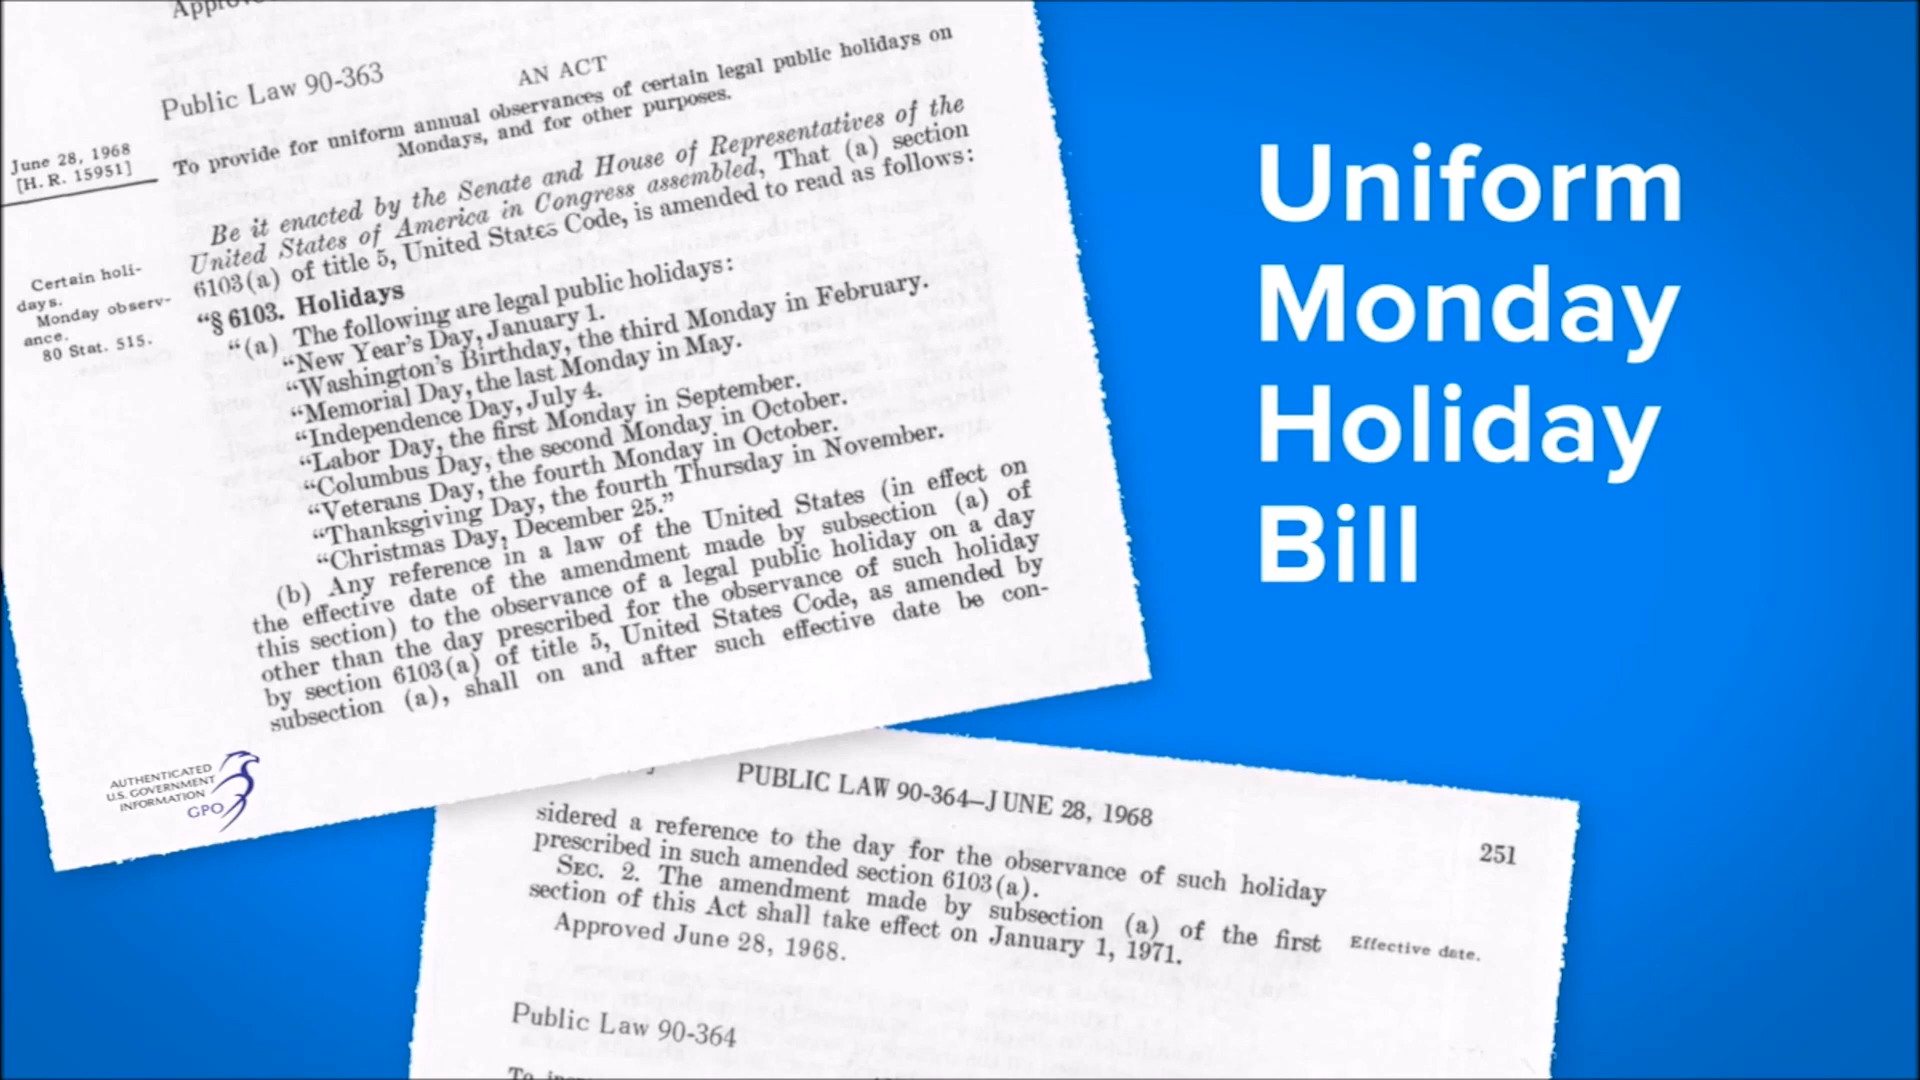 Public Law 90-363
AN ACT
To provide for uniform annual observances of certain legal public holidays on
Mondays, and for other purposes.
June 28, 1968
[H. R. 15951]
Be it enacted by the Senate and House of Representatives of the
United States of America in Congress assembled, That (a) section
6103(a) of title 5, United States Code, is amended to read as follows:
Certain holi-
days.
Monday observ-
ance.
80 Stat. 515.
“§ 6103. Holidays
“(a) The following are legal public holidays:
“New Year’s Day, January 1.
“Washington’s Birthday, the third Monday in February.
“Memorial Day, the last Monday in May.
“Independence Day, July 4.
“Labor Day, the first Monday in September.
“Columbus Day, the second Monday in October.
“Veterans Day, the fourth Monday in October.
“Thanksgiving Day, the fourth Thursday in November.
“Christmas Day, December 25.”
(b) Any reference in a law of the United States (in effect on
the effective date of the amendment made by subsection (a) of
this section) to the observance of a legal public holiday on a day
other than the day prescribed for the observance of such holiday
by section 6103(a) of title 5, United States Code, as amended by
subsection (a), shall on and after such effective date be con-
AUTHENTICATED
U.S. GOVERNMENT
INFORMATION
GPO
Uniform
Monday
Holiday
Bill
PUBLIC LAW 90-364–JUNE 28, 1968
251
sidered a reference to the day for the observance of such holiday
prescribed in such amended section 6103(a).
SEC. 2. The amendment made by subsection (a) of the first
section of this Act shall take effect on January 1, 1971.
Effective date.
Approved June 28, 1968.
Public Law 90-364
To